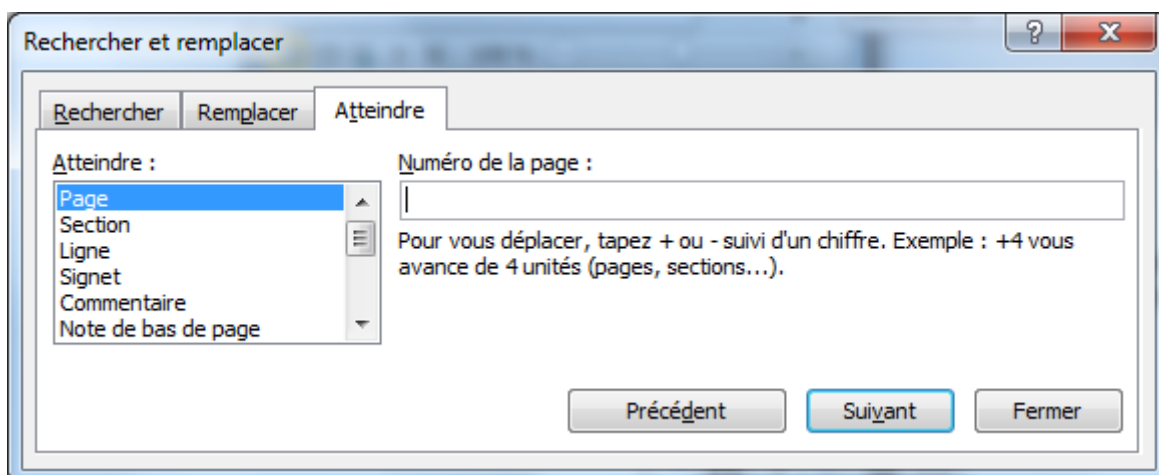 Rechercher et remplacer
Rechercher
Remplacer
Atteindre
Atteindre :
Page
Section
Ligne
Signet
Commentaire
Note de bas de page
Numéro de la page :
Pour vous déplacer, tapez + ou - suivi d'un chiffre. Exemple : +4 vous
avance de 4 unités (pages, sections...).
Précédent
Suivant
Fermer